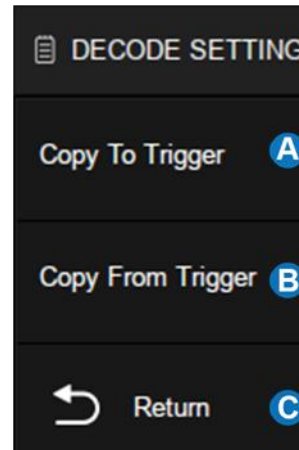 DECODE SETTING
Copy To Trigger A
Copy From Trigger B
Return C